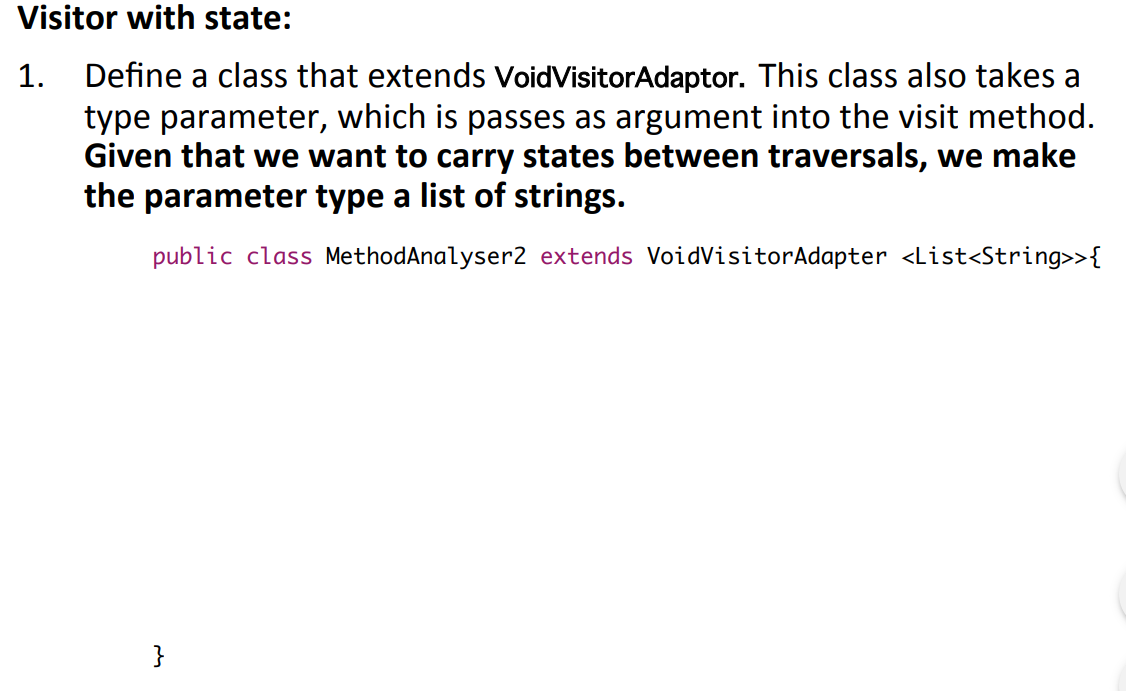 Visitor with state:
1. Define a class that extends VoidVisitorAdaptor. This class also takes a
type parameter, which is passes as argument into the visit method.
Given that we want to carry states between traversals, we make
the parameter type a list of strings.
public class MethodAnalyser2 extends VoidVisitorAdapter <List<String>>{
}